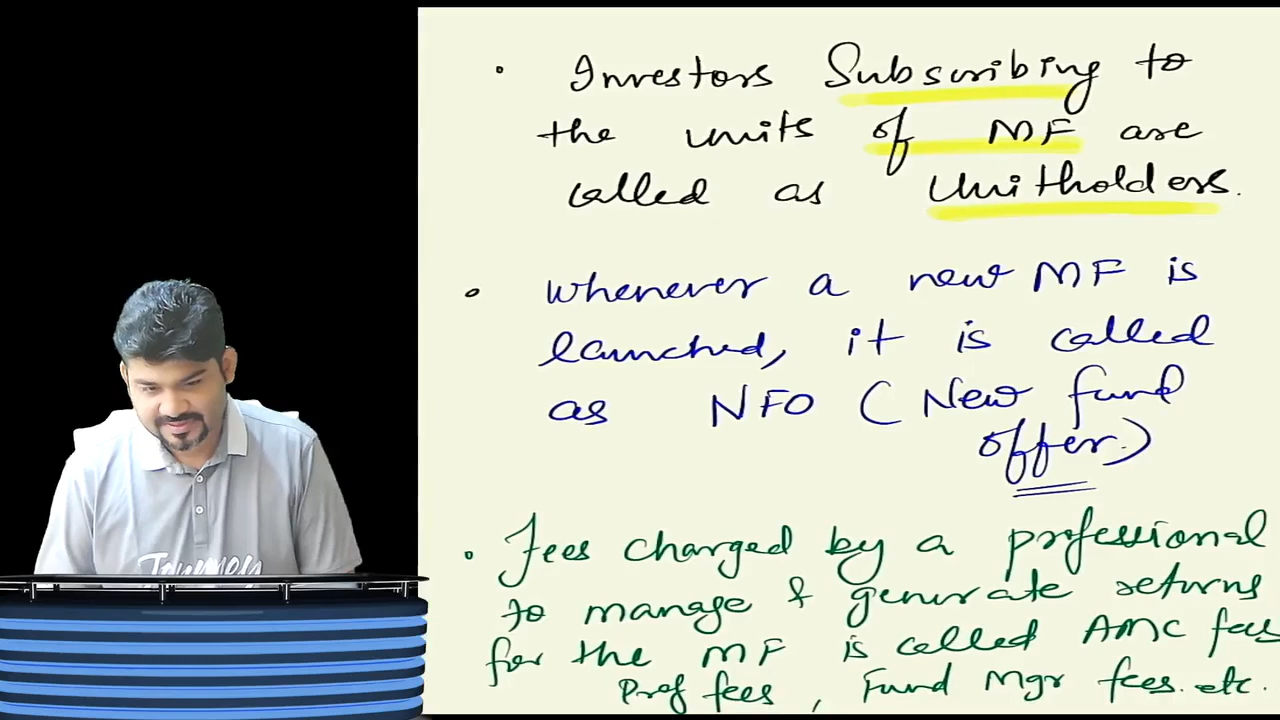 • Investors Subscribing to
the units of MF are
called as Unitholders.
• Whenever a new MF is
launched, it is called
as NFO (New fund
offer.)
• Fees charged by a professional
to manage & generate returns
for the MF is called AMC fees
Prof fees, Fund Mgr fees. etc.
Journey